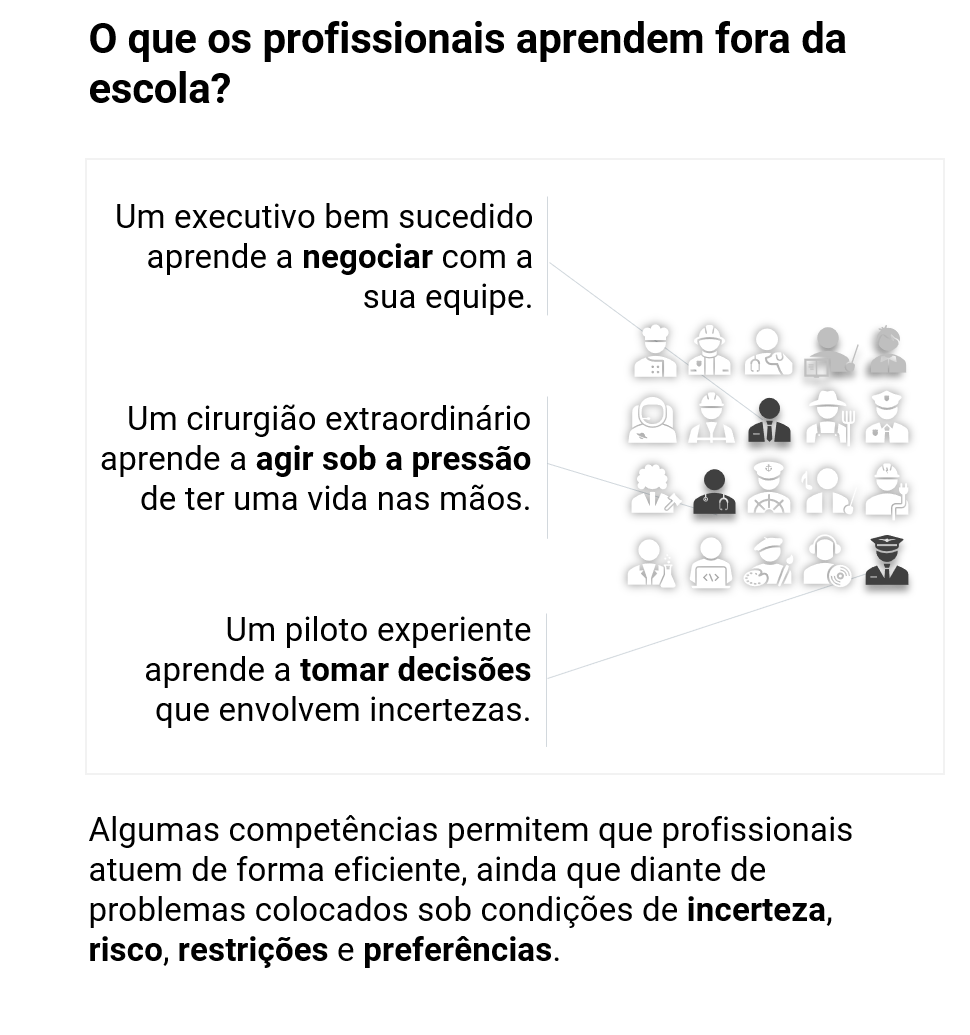 O que os profissionais aprendem fora da
escola?
Um executivo bem sucedido
aprende a negociar com a
sua equipe.
Um cirurgião extraordinário
aprende a agir sob a pressão
de ter uma vida nas mãos.
Um piloto experiente
aprende a tomar decisões
que envolvem incertezas.
Algumas competências permitem que profissionais
atuem de forma eficiente, ainda que diante de
problemas colocados sob condições de incerteza,
risco, restrições e preferências.